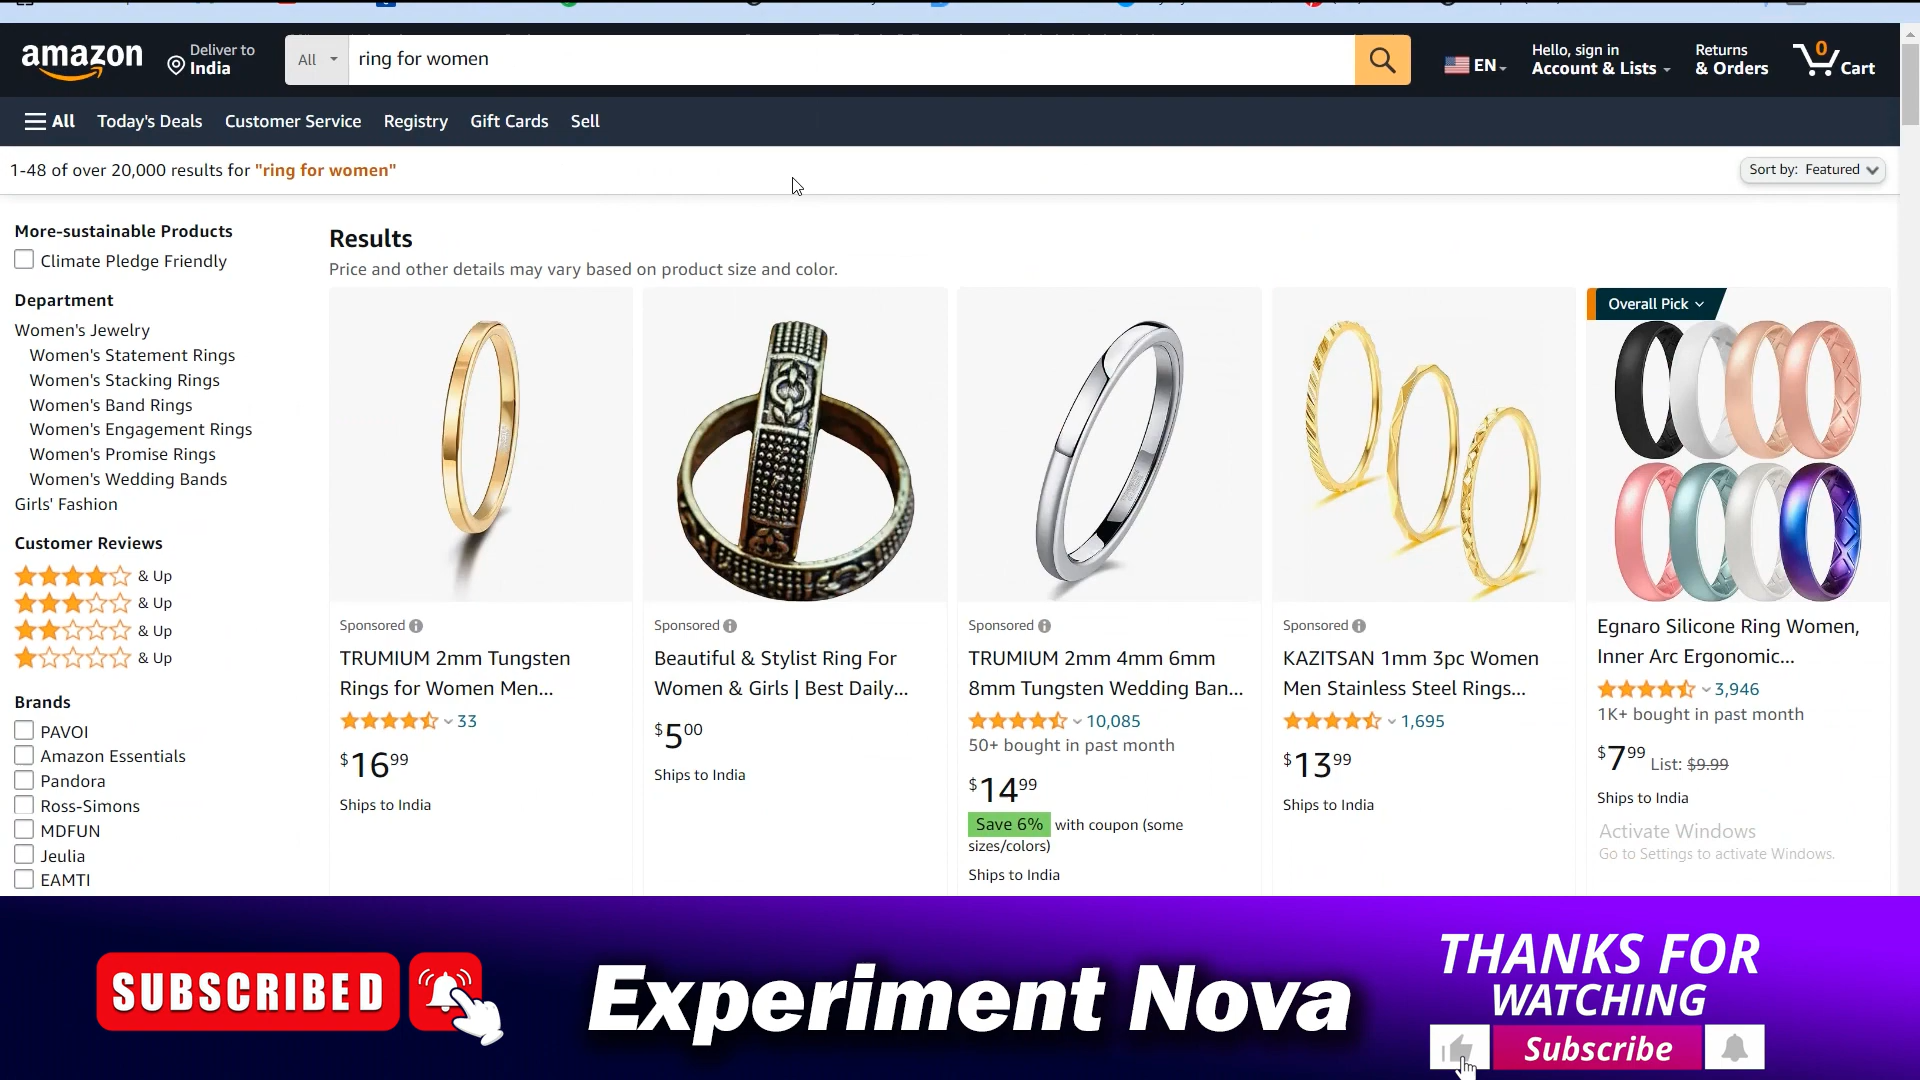 amazon
Deliver to
India
All
ring for women
EN
Hello, sign in
Account & Lists
Returns
& Orders
0
Cart
All
Today's Deals
Customer Service
Registry
Gift Cards
Sell
1-48 of over 20,000 results for "ring for women"
Sort by: Featured
More-sustainable Products
Climate Pledge Friendly
Department
Women's Jewelry
Women's Statement Rings
Women's Stacking Rings
Women's Band Rings
Women's Engagement Rings
Women's Promise Rings
Women's Wedding Bands
Girls' Fashion
Customer Reviews
& Up
& Up
& Up
& Up
Brands
PAVOI
Amazon Essentials
Pandora
Ross-Simons
MDFUN
Jeulia
EAMTI
Results
Price and other details may vary based on product size and color.
Sponsored
TRUMIUM 2mm Tungsten
Rings for Women Men...
33
$16 99
Ships to India
Sponsored
Beautiful & Stylist Ring For
Women & Girls | Best Daily...
$5 00
Ships to India
Sponsored
TRUMIUM 2mm 4mm 6mm
8mm Tungsten Wedding Ban...
10,085
50+ bought in past month
$14 99
Save 6% with coupon (some
sizes/colors)
Ships to India
Sponsored
KAZITSAN 1mm 3pc Women
Men Stainless Steel Rings...
1,695
$13 99
Ships to India
Overall Pick
Egnaro Silicone Ring Women,
Inner Arc Ergonomic...
3,946
1K+ bought in past month
$7 99 List: $9.99
Ships to India
Activate Windows
Go to Settings to activate Windows.
SUBSCRIBED
Experiment Nova
THANKS FOR
WATCHING
Subscribe